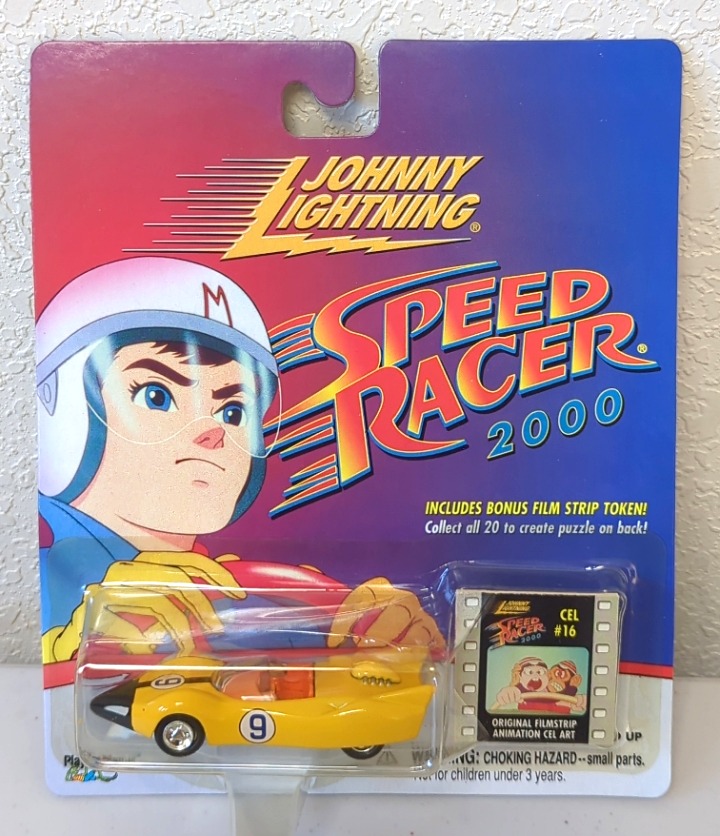 JOHNNY
LIGHTNING®
M
SPEED
RACER®
2000
INCLUDES BONUS FILM STRIP TOKEN!
Collect all 20 to create puzzle on back!
JOHNNY
LIGHTNING
SPEED
RACER
2000
CEL
#16
ORIGINAL FILMSTRIP
ANIMATION CEL ART
9
9
UP
WARNING: CHOKING HAZARD--small parts.
Not for children under 3 years.